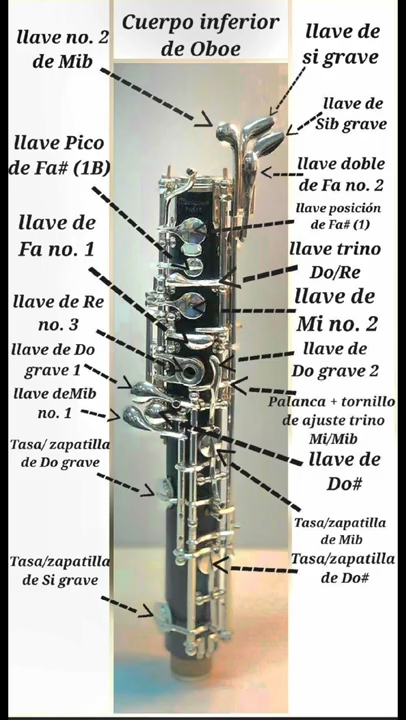 Cuerpo inferior
de Oboe
llave no. 2
de Mib
llave Pico
de Fa# (1B)
llave de
Fa no. 1
llave de Re
no. 3
llave de Do
grave 1
llave deMib
no. 1
Tasa/ zapatilla
de Do grave
Tasa/zapatilla
de Si grave
llave de
si grave
llave de
Sib grave
llave doble
de Fa no. 2
llave posición
de Fa# (1)
llave trino
Do/Re
llave de
Mi no. 2
llave de
Do grave 2
Palanca + tornillo
de ajuste trino
Mi/Mib
llave de
Do#
Tasa/zapatilla
de Mib
Tasa/zapatilla
de Do#